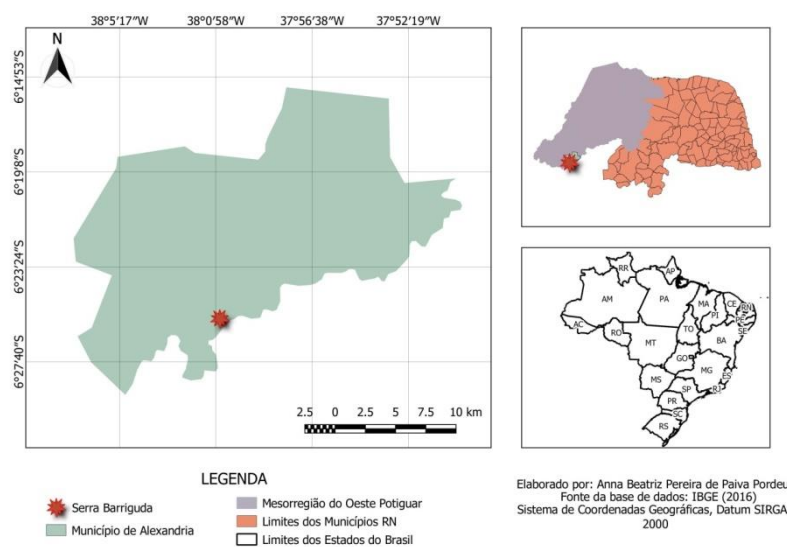 38°5'17"W 38°0'58"W 37°56'38"W 37°52'19"W
N
6°14'53"S
6°19'8"S
6°23'24"S
6°27'40"S
2.5 0 2.5 5 7.5 10 km
RR
AP
AM
PA
MA
CE
RN
PI
PE
AC
RO
TO
SE
BA
MT
GO
MG
MS
ES
SP
RJ
PR
SC
RS
LEGENDA
Serra Barriguda
Município de Alexandria
Mesorregião do Oeste Potiguar
Limites dos Municípios RN
Limites dos Estados do Brasil
Elaborado por: Anna Beatriz Pereira de Paiva Pordeu
Fonte da base de dados: IBGE (2016)
Sistema de Coordenadas Geográficas, Datum SIRGA
2000